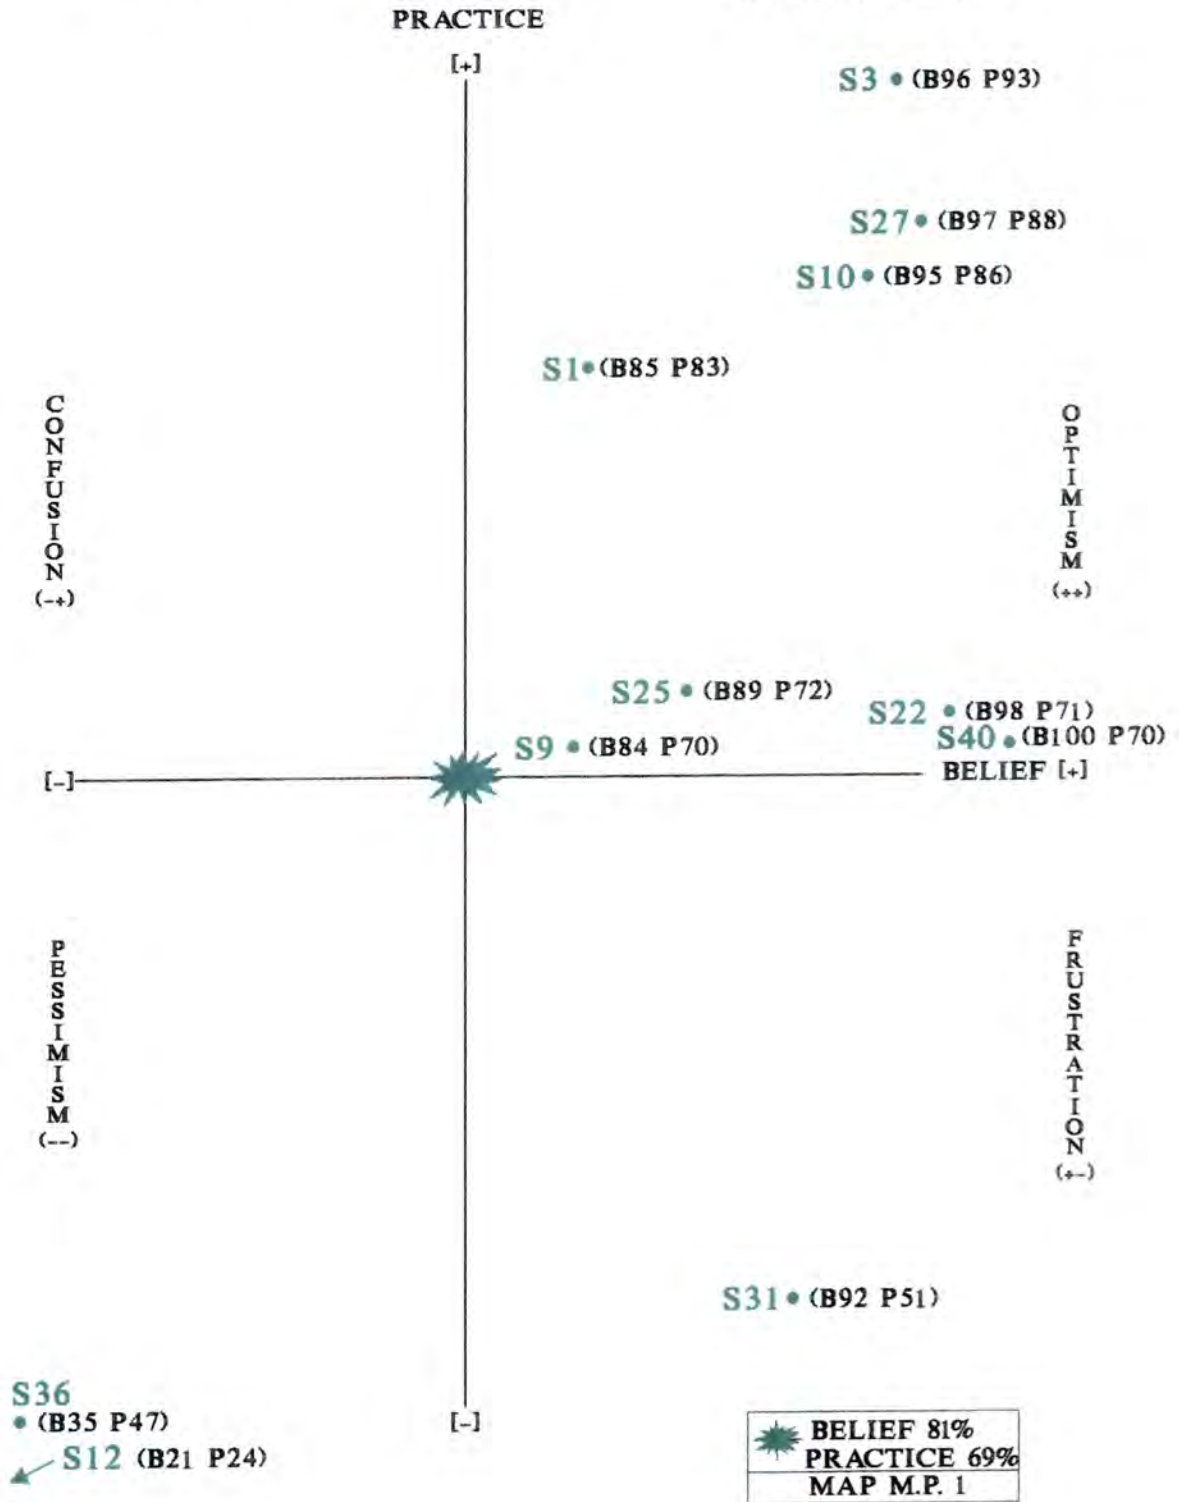 PRACTICE
[+]
S3 (B96 P93)
S27 (B97 P88)
S10 (B95 P86)
S1 (B85 P83)
CONFUSION
(-+)
OPTIMISM
(++)
S25 (B89 P72)
S22 (B98 P71)
S9 (B84 P70)
S40 (B100 P70)
[-]
BELIEF [+]
PESSIMISM
(--)
FRUSTRATION
(+-)
S31 (B92 P51)
S36
(B35 P47)
[-]
S12 (B21 P24)
BELIEF 81%
PRACTICE 69%
MAP M.P. 1